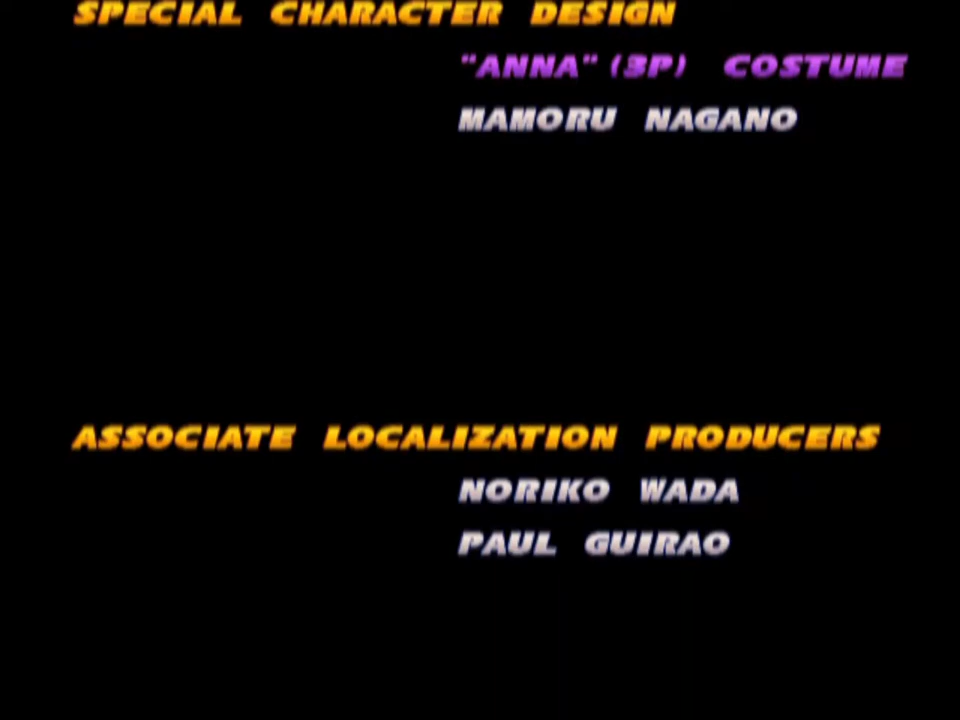 SPECIAL CHARACTER DESIGN
"ANNA" (3P) COSTUME
MAMORU NAGANO
ASSOCIATE LOCALIZATION PRODUCERS
NORIKO WADA
PAUL GUIRAO